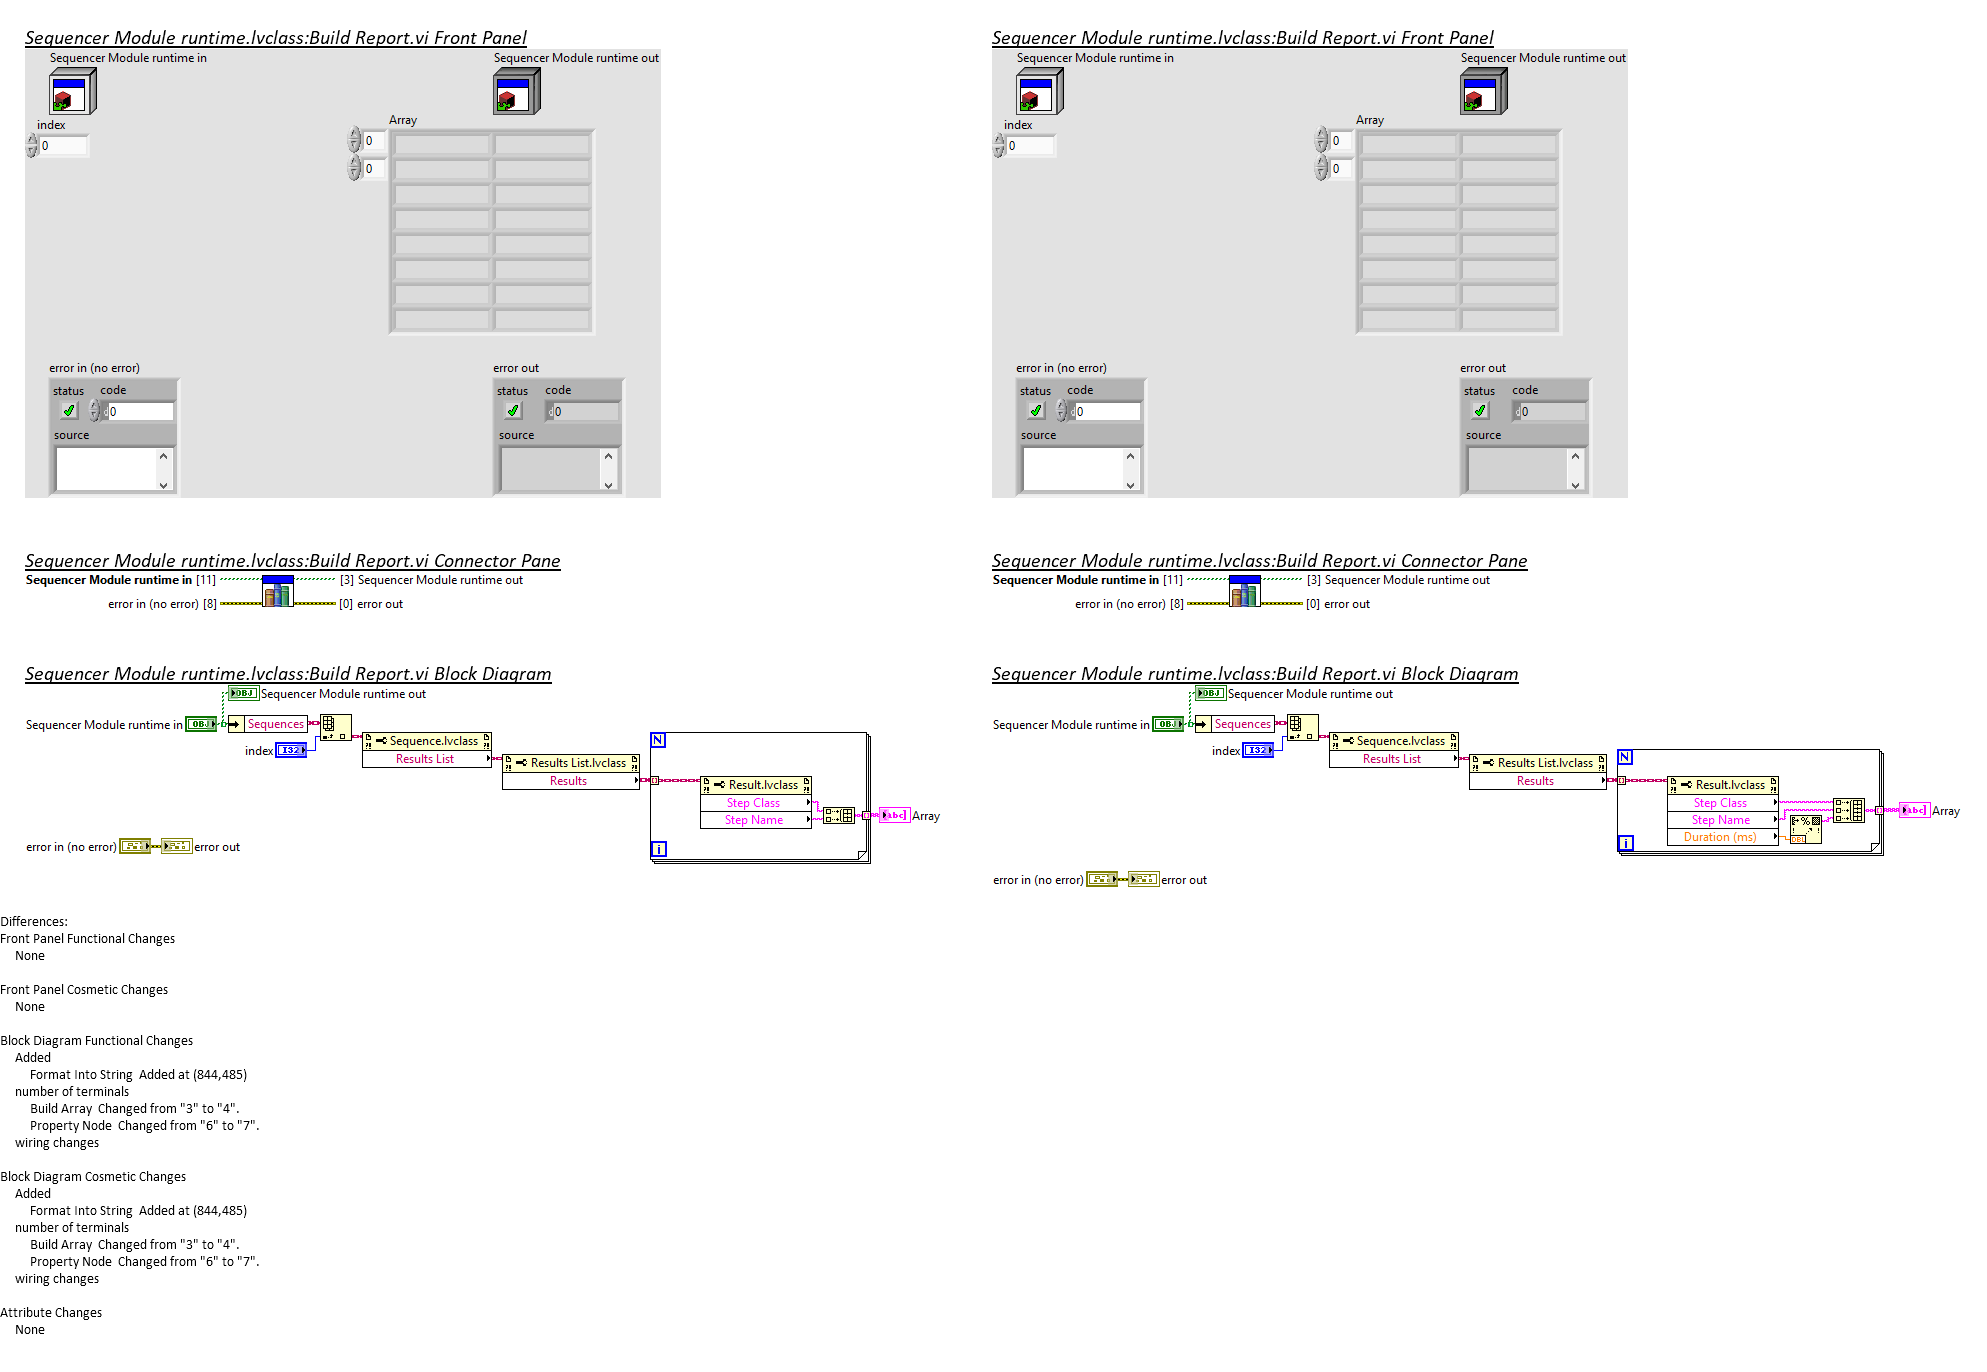 Sequencer Module runtime.lvclass:Build Report.vi Front Panel
Sequencer Module runtime in
Sequencer Module runtime out
index
0
Array
0
0
error in (no error)
status
code
d0
source
error out
status
code
d0
source
Sequencer Module runtime.lvclass:Build Report.vi Connector Pane
Sequencer Module runtime in [11]
[3] Sequencer Module runtime out
error in (no error) [8]
[0] error out
Sequencer Module runtime.lvclass:Build Report.vi Block Diagram
OBJ Sequencer Module runtime out
Sequencer Module runtime in OBJ
Sequences
index I32
Sequence.lvclass
Results List
Results List.lvclass
Results
N
Result.lvclass
Step Class
Step Name
abc
Array
i
error in (no error)
error out
Sequencer Module runtime.lvclass:Build Report.vi Front Panel
Sequencer Module runtime in
Sequencer Module runtime out
index
0
Array
0
0
error in (no error)
status
code
d0
source
error out
status
code
d0
source
Sequencer Module runtime.lvclass:Build Report.vi Connector Pane
Sequencer Module runtime in [11]
[3] Sequencer Module runtime out
error in (no error) [8]
[0] error out
Sequencer Module runtime.lvclass:Build Report.vi Block Diagram
OBJ Sequencer Module runtime out
Sequencer Module runtime in OBJ
Sequences
index I32
Sequence.lvclass
Results List
Results List.lvclass
Results
N
Result.lvclass
Step Class
Step Name
Duration (ms)
%
DBL
abc
Array
i
error in (no error)
error out
Differences:
Front Panel Functional Changes
None
Front Panel Cosmetic Changes
None
Block Diagram Functional Changes
Added
Format Into String  Added at (844,485)
number of terminals
Build Array  Changed from "3" to "4".
Property Node  Changed from "6" to "7".
wiring changes
Block Diagram Cosmetic Changes
Added
Format Into String  Added at (844,485)
number of terminals
Build Array  Changed from "3" to "4".
Property Node  Changed from "6" to "7".
wiring changes
Attribute Changes
None